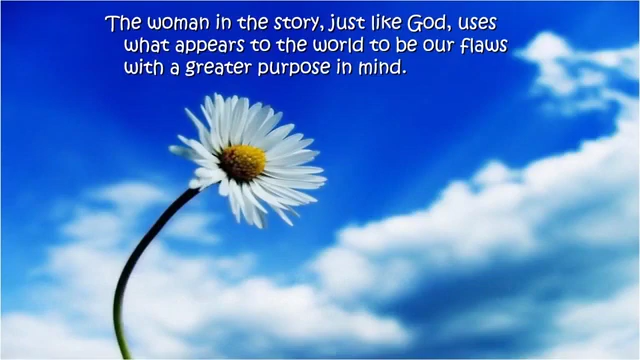 The woman in the story, just like God, uses
what appears to the world to be our flaws
with a greater purpose in mind.